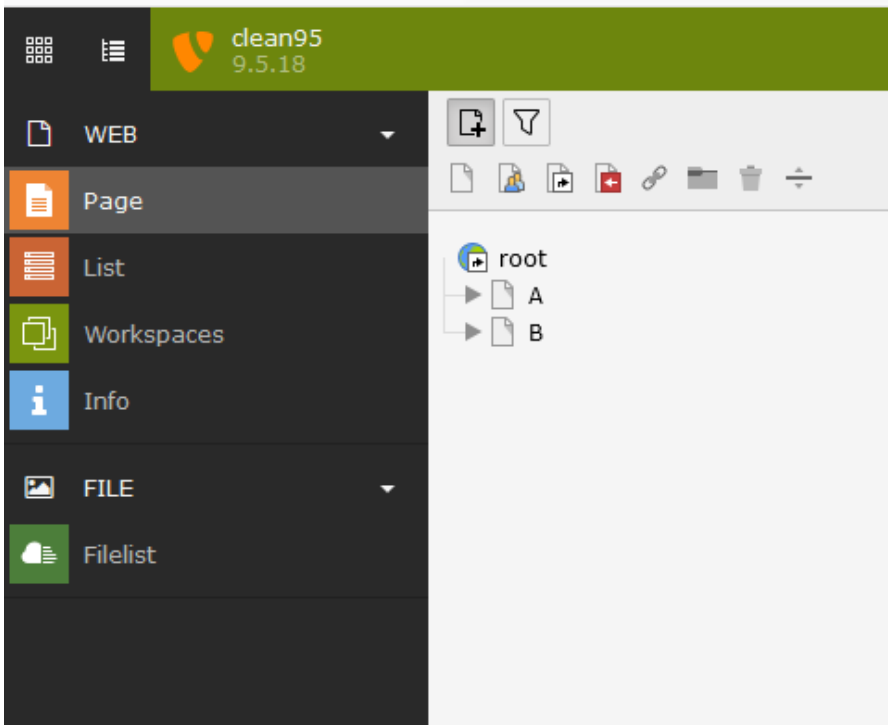 clean95
9.5.18
WEB
Page
List
Workspaces
Info
FILE
Filelist
root
A
B